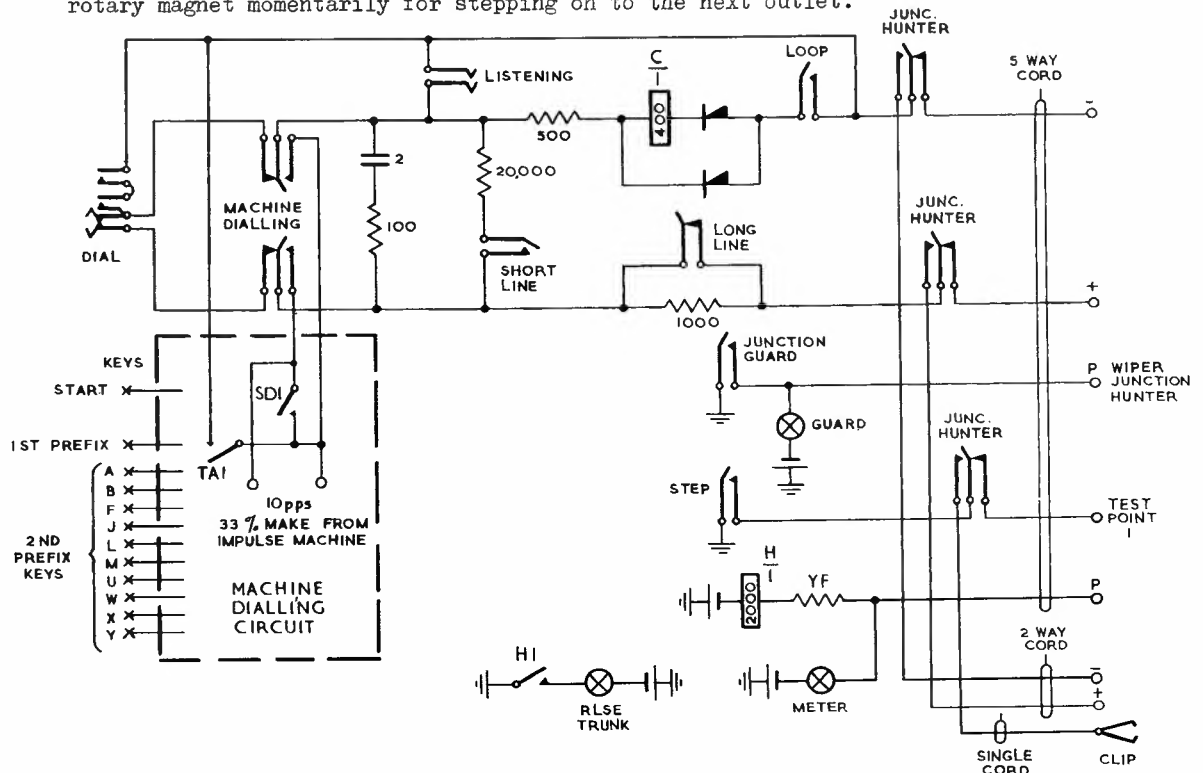 rotary magnet momentarily for stepping on to the next outlet.
JUNC.
HUNTER
LOOP
5 WAY
CORD
C
1
LISTENING
400
500
–
2
20,000
100
MACHINE
DIALLING
DIAL
SHORT
LINE
LONG
LINE
1000
JUNC.
HUNTER
+
JUNCTION
GUARD
P WIPER
JUNCTION
HUNTER
GUARD
KEYS
START
SD1
1ST PREFIX
TA1
A
B
F
J
L
M
U
W
X
Y
2ND
PREFIX
KEYS
10pps
33% MAKE FROM
IMPULSE MACHINE
MACHINE
DIALLING
CIRCUIT
JUNC.
HUNTER
STEP
TEST
POINT
1
H
1
2000
YF
P
2 WAY
CORD
H1
RLSE
TRUNK
METER
–
+
SINGLE
CORD
CLIP